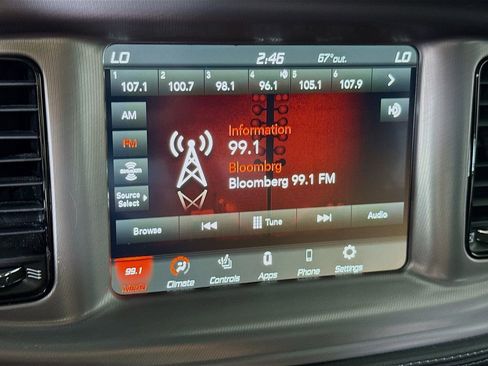 LO 2:46 67°out. LO
1 2 3 4 5 6
107.1 100.7 98.1 96.1 105.1 107.9
AM
FM
Information
99.1
Bloombrg
Bloomberg 99.1 FM
Source
Select
Browse Tune Audio
99.1
Climate Controls Apps Phone Settings